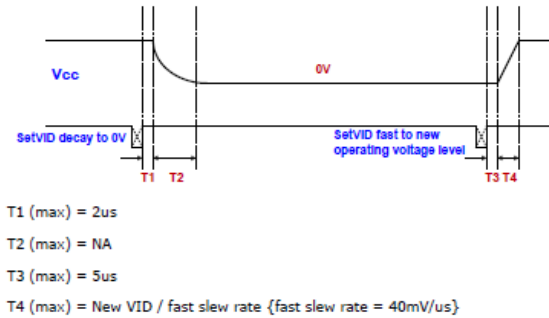 Vcc
0V
SetVID decay to 0V
SetVID fast to new
operating voltage level
T1 T2
T3 T4
T1 (max) = 2us
T2 (max) = NA
T3 (max) = 5us
T4 (max) = New VID / fast slew rate {fast slew rate = 40mV/us}